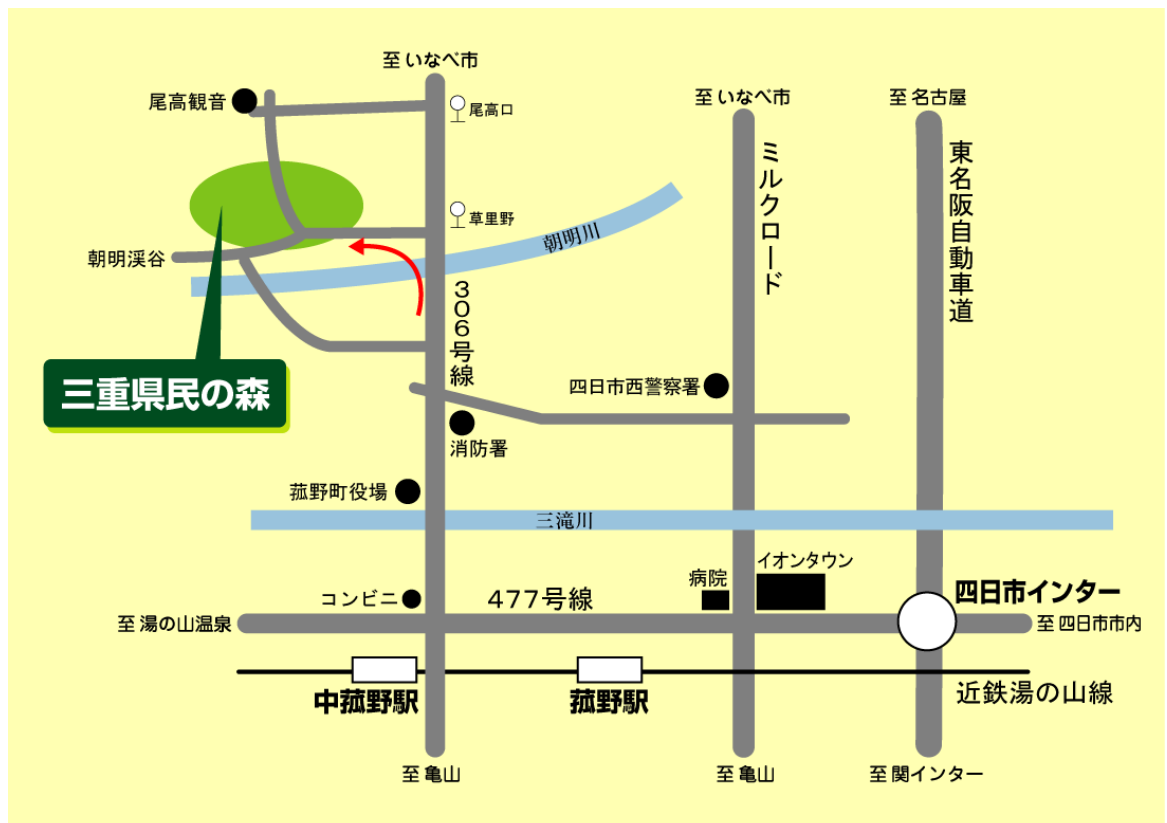 至 いなべ市
尾高観音
尾高口
至 いなべ市
至 名古屋
ミルクロード
東名阪自動車道
草里野
朝明川
朝明渓谷
306号線
三重県民の森
四日市西警察署
消防署
菰野町役場
三滝川
イオンタウン
病院
コンビニ
477号線
四日市インター
至 湯の山温泉
至 四日市市内
中菰野駅
菰野駅
近鉄湯の山線
至 亀山
至 亀山
至 関インター